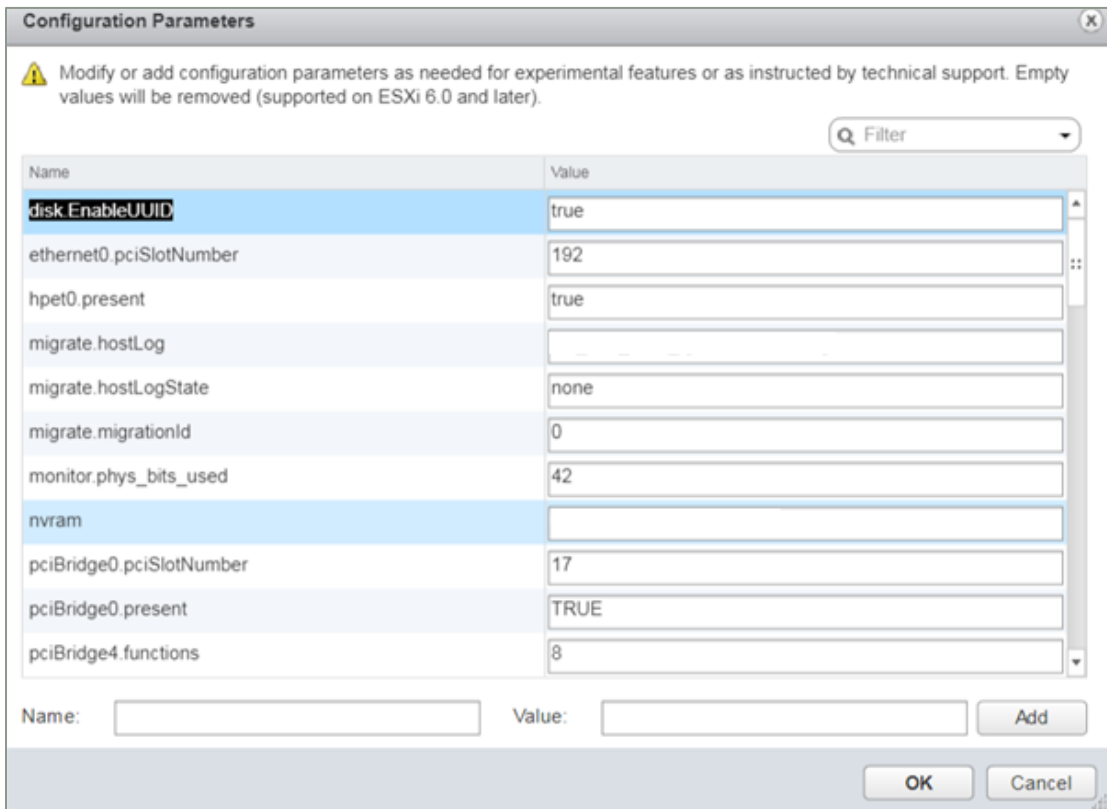 Configuration Parameters
Modify or add configuration parameters as needed for experimental features or as instructed by technical support. Empty
values will be removed (supported on ESXi 6.0 and later).
Filter
Name Value
disk.EnableUUID true
ethernet0.pciSlotNumber 192
hpet0.present true
migrate.hostLog
migrate.hostLogState none
migrate.migrationId 0
monitor.phys_bits_used 42
nvram
pciBridge0.pciSlotNumber 17
pciBridge0.present TRUE
pciBridge4.functions 8
Name: Value: Add
OK Cancel